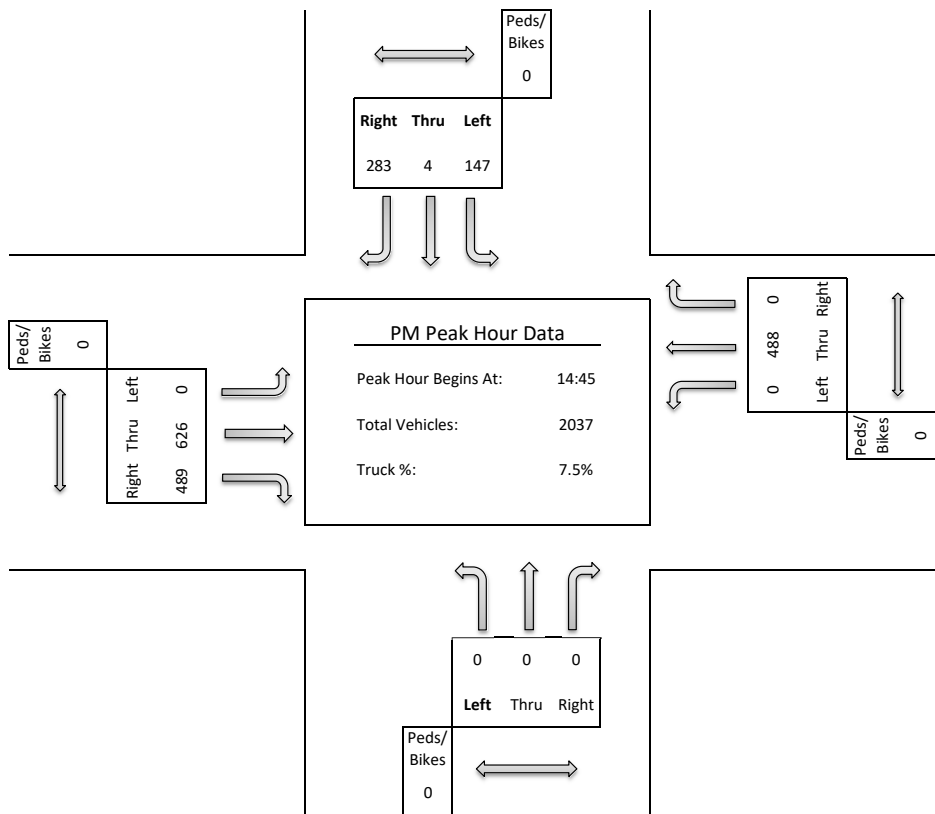 Peds/
Bikes
0
Right Thru Left
283 4 147
Peds/
Bikes
0
Left 0
Thru 626
Right 489
PM Peak Hour Data
Peak Hour Begins At: 14:45
Total Vehicles: 2037
Truck %: 7.5%
0 Right
488 Thru
0 Left
Peds/
Bikes
0
0 0 0
Left Thru Right
Peds/
Bikes
0